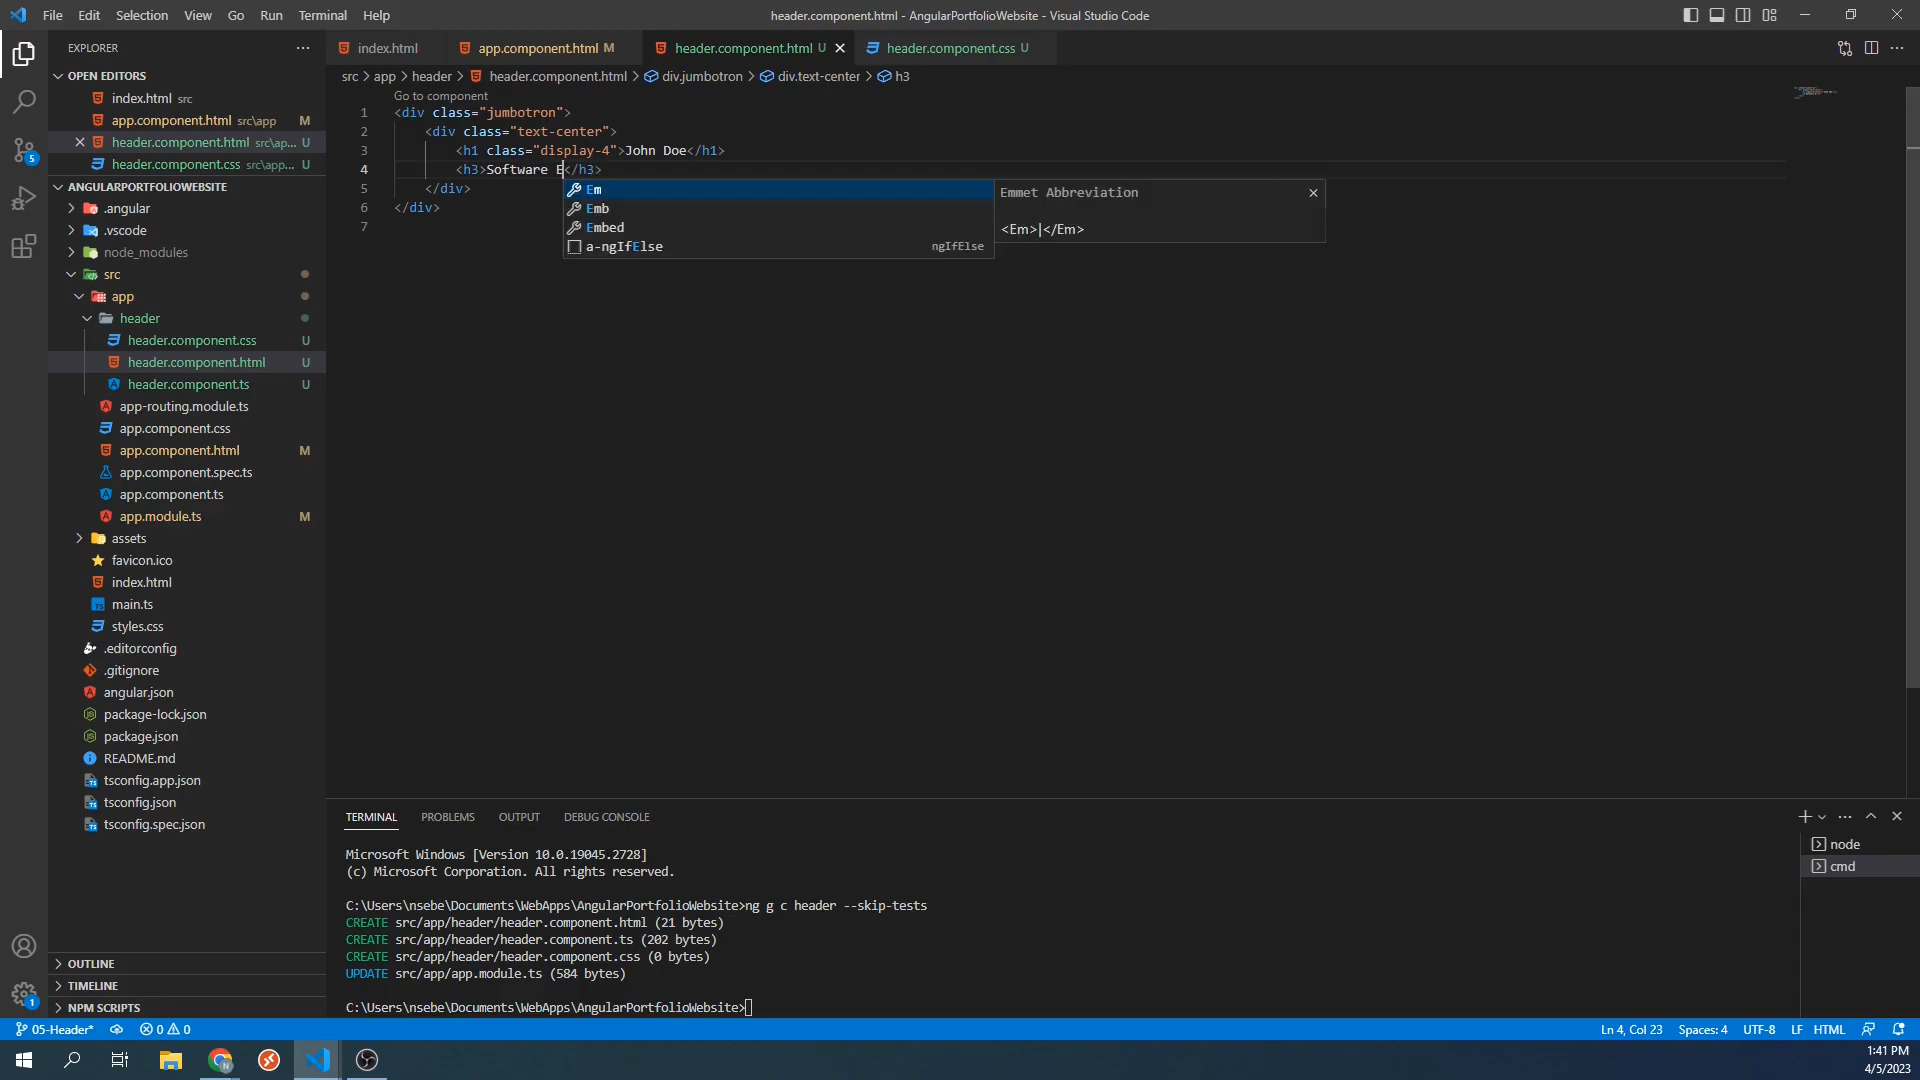 File Edit Selection View Go Run Terminal Help
header.component.html - AngularPortfolioWebsite - Visual Studio Code
EXPLORER
OPEN EDITORS
index.html src
app.component.html src\app M
header.component.html src\ap... U
header.component.css src\app... U
ANGULARPORTFOLIOWEBSITE
.angular
.vscode
node_modules
src
app
header
header.component.css U
header.component.html U
header.component.ts U
app-routing.module.ts
app.component.css
app.component.html M
app.component.spec.ts
app.component.ts
app.module.ts M
assets
favicon.ico
index.html
main.ts
styles.css
.editorconfig
.gitignore
angular.json
package-lock.json
package.json
README.md
tsconfig.app.json
tsconfig.json
tsconfig.spec.json
OUTLINE
TIMELINE
NPM SCRIPTS
5
1
index.html
app.component.html M
header.component.html U
header.component.css U
src > app > header > header.component.html > div.jumbotron > div.text-center > h3
Go to component
1 <div class="jumbotron">
2 <div class="text-center">
3 <h1 class="display-4">John Doe</h1>
4 <h3>Software E</h3>
5 </div>
6 </div>
7
Em
Emb
Embed
a-ngIfElse ngIfElse
Emmet Abbreviation
<Em>|</Em>
TERMINAL PROBLEMS OUTPUT DEBUG CONSOLE
Microsoft Windows [Version 10.0.19045.2728]
(c) Microsoft Corporation. All rights reserved.
C:\Users\nsebe\Documents\WebApps\AngularPortfolioWebsite>ng g c header --skip-tests
CREATE src/app/header/header.component.html (21 bytes)
CREATE src/app/header/header.component.ts (202 bytes)
CREATE src/app/header/header.component.css (0 bytes)
UPDATE src/app/app.module.ts (584 bytes)
C:\Users\nsebe\Documents\WebApps\AngularPortfolioWebsite>
node
cmd
05-Header* 0 0
Ln 4, Col 23 Spaces: 4 UTF-8 LF HTML
1:41 PM
4/5/2023